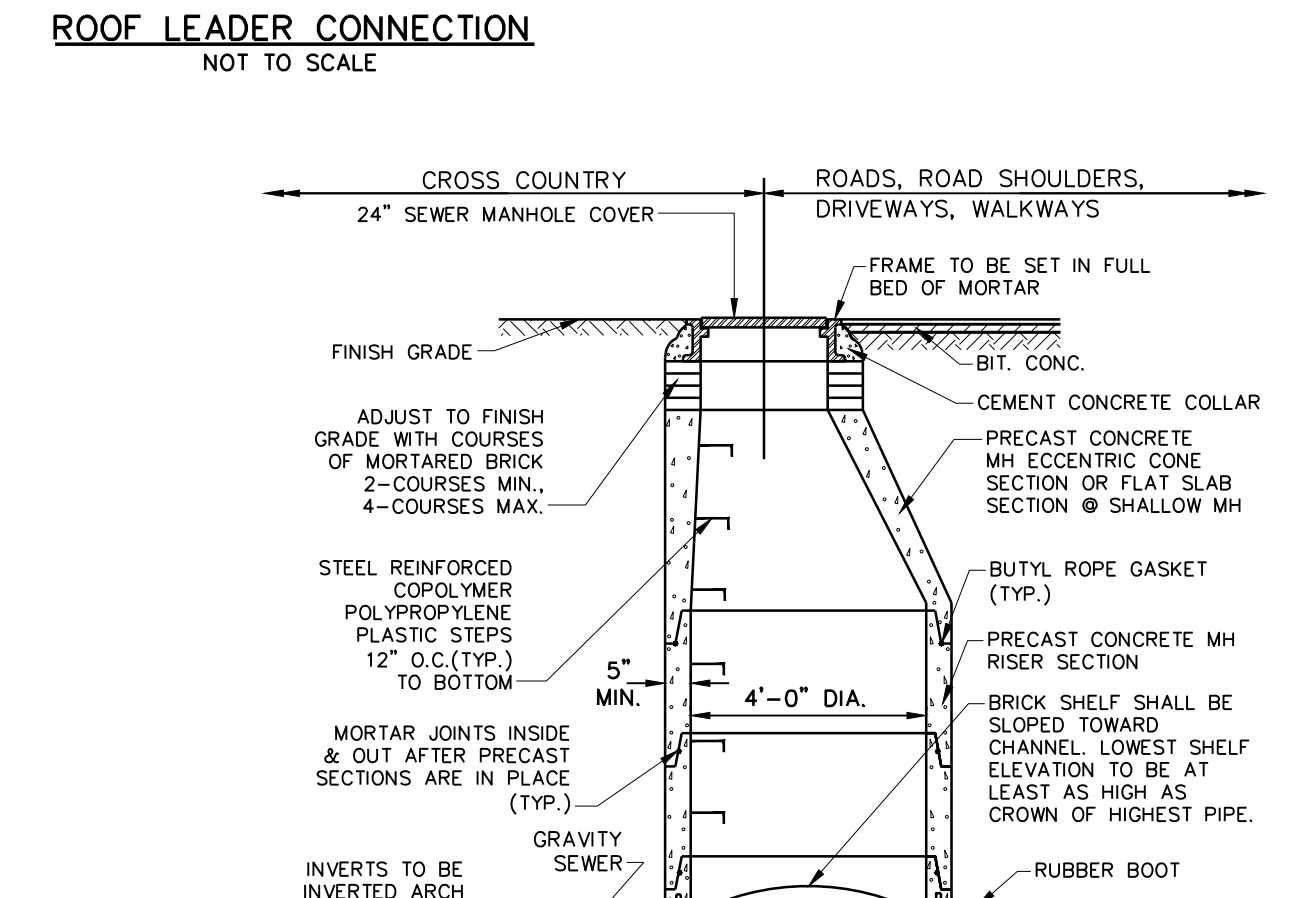 ROOF LEADER CONNECTION
NOT TO SCALE
CROSS COUNTRY
ROADS, ROAD SHOULDERS,
DRIVEWAYS, WALKWAYS
24" SEWER MANHOLE COVER
FRAME TO BE SET IN FULL
BED OF MORTAR
FINISH GRADE
BIT. CONC.
CEMENT CONCRETE COLLAR
ADJUST TO FINISH
GRADE WITH COURSES
OF MORTARED BRICK
2-COURSES MIN.,
4-COURSES MAX.
PRECAST CONCRETE
MH ECCENTRIC CONE
SECTION OR FLAT SLAB
SECTION @ SHALLOW MH
STEEL REINFORCED
COPOLYMER
POLYPROPYLENE
PLASTIC STEPS
12" O.C.(TYP.)
TO BOTTOM
BUTYL ROPE GASKET
(TYP.)
PRECAST CONCRETE MH
RISER SECTION
5"
MIN.
4'-0" DIA.
BRICK SHELF SHALL BE
SLOPED TOWARD
CHANNEL. LOWEST SHELF
ELEVATION TO BE AT
LEAST AS HIGH AS
CROWN OF HIGHEST PIPE.
MORTAR JOINTS INSIDE
& OUT AFTER PRECAST
SECTIONS ARE IN PLACE
(TYP.)
GRAVITY
SEWER
INVERTS TO BE
INVERTED ARCH
RUBBER BOOT